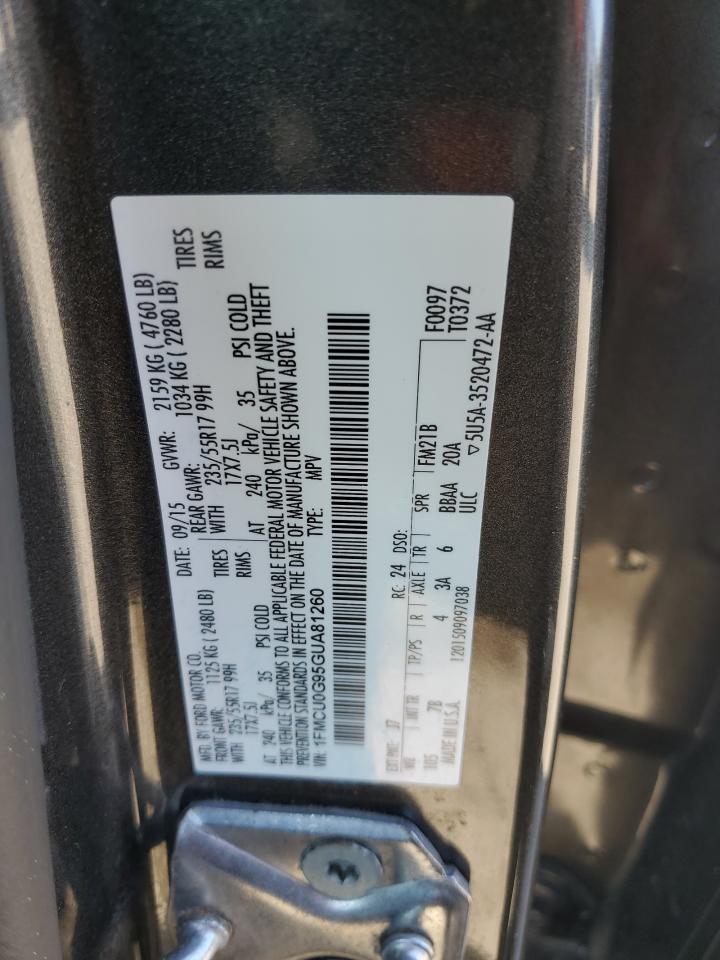 MFD. BY FORD MOTOR CO.
DATE: 09/15 GVWR: 2159 KG ( 4760 LB)
FRONT GAWR: 1125 KG ( 2480 LB) REAR GAWR: 1034 KG ( 2280 LB)
WITH 235/55R17 99H TIRES WITH 235/55R17 99H TIRES
17X7.5J RIMS 17X7.5J RIMS
AT 240 kPa/ 35 PSI COLD AT 240 kPa/ 35 PSI COLD
THIS VEHICLE CONFORMS TO ALL APPLICABLE FEDERAL MOTOR VEHICLE SAFETY AND THEFT
PREVENTION STANDARDS IN EFFECT ON THE DATE OF MANUFACTURE SHOWN ABOVE.
VIN: 1FMCU0G95GUA81260 TYPE: MPV
F0097
T0372
EXT PNT: RC: 24 DSO: FM21B
WB INT TR TP/PS R AXLE TR SPR
105 7B 4 3A 6 BBAA 20A
MADE IN U.S.A. 1201509097038 ULC ▽5U5A-3520472-AA